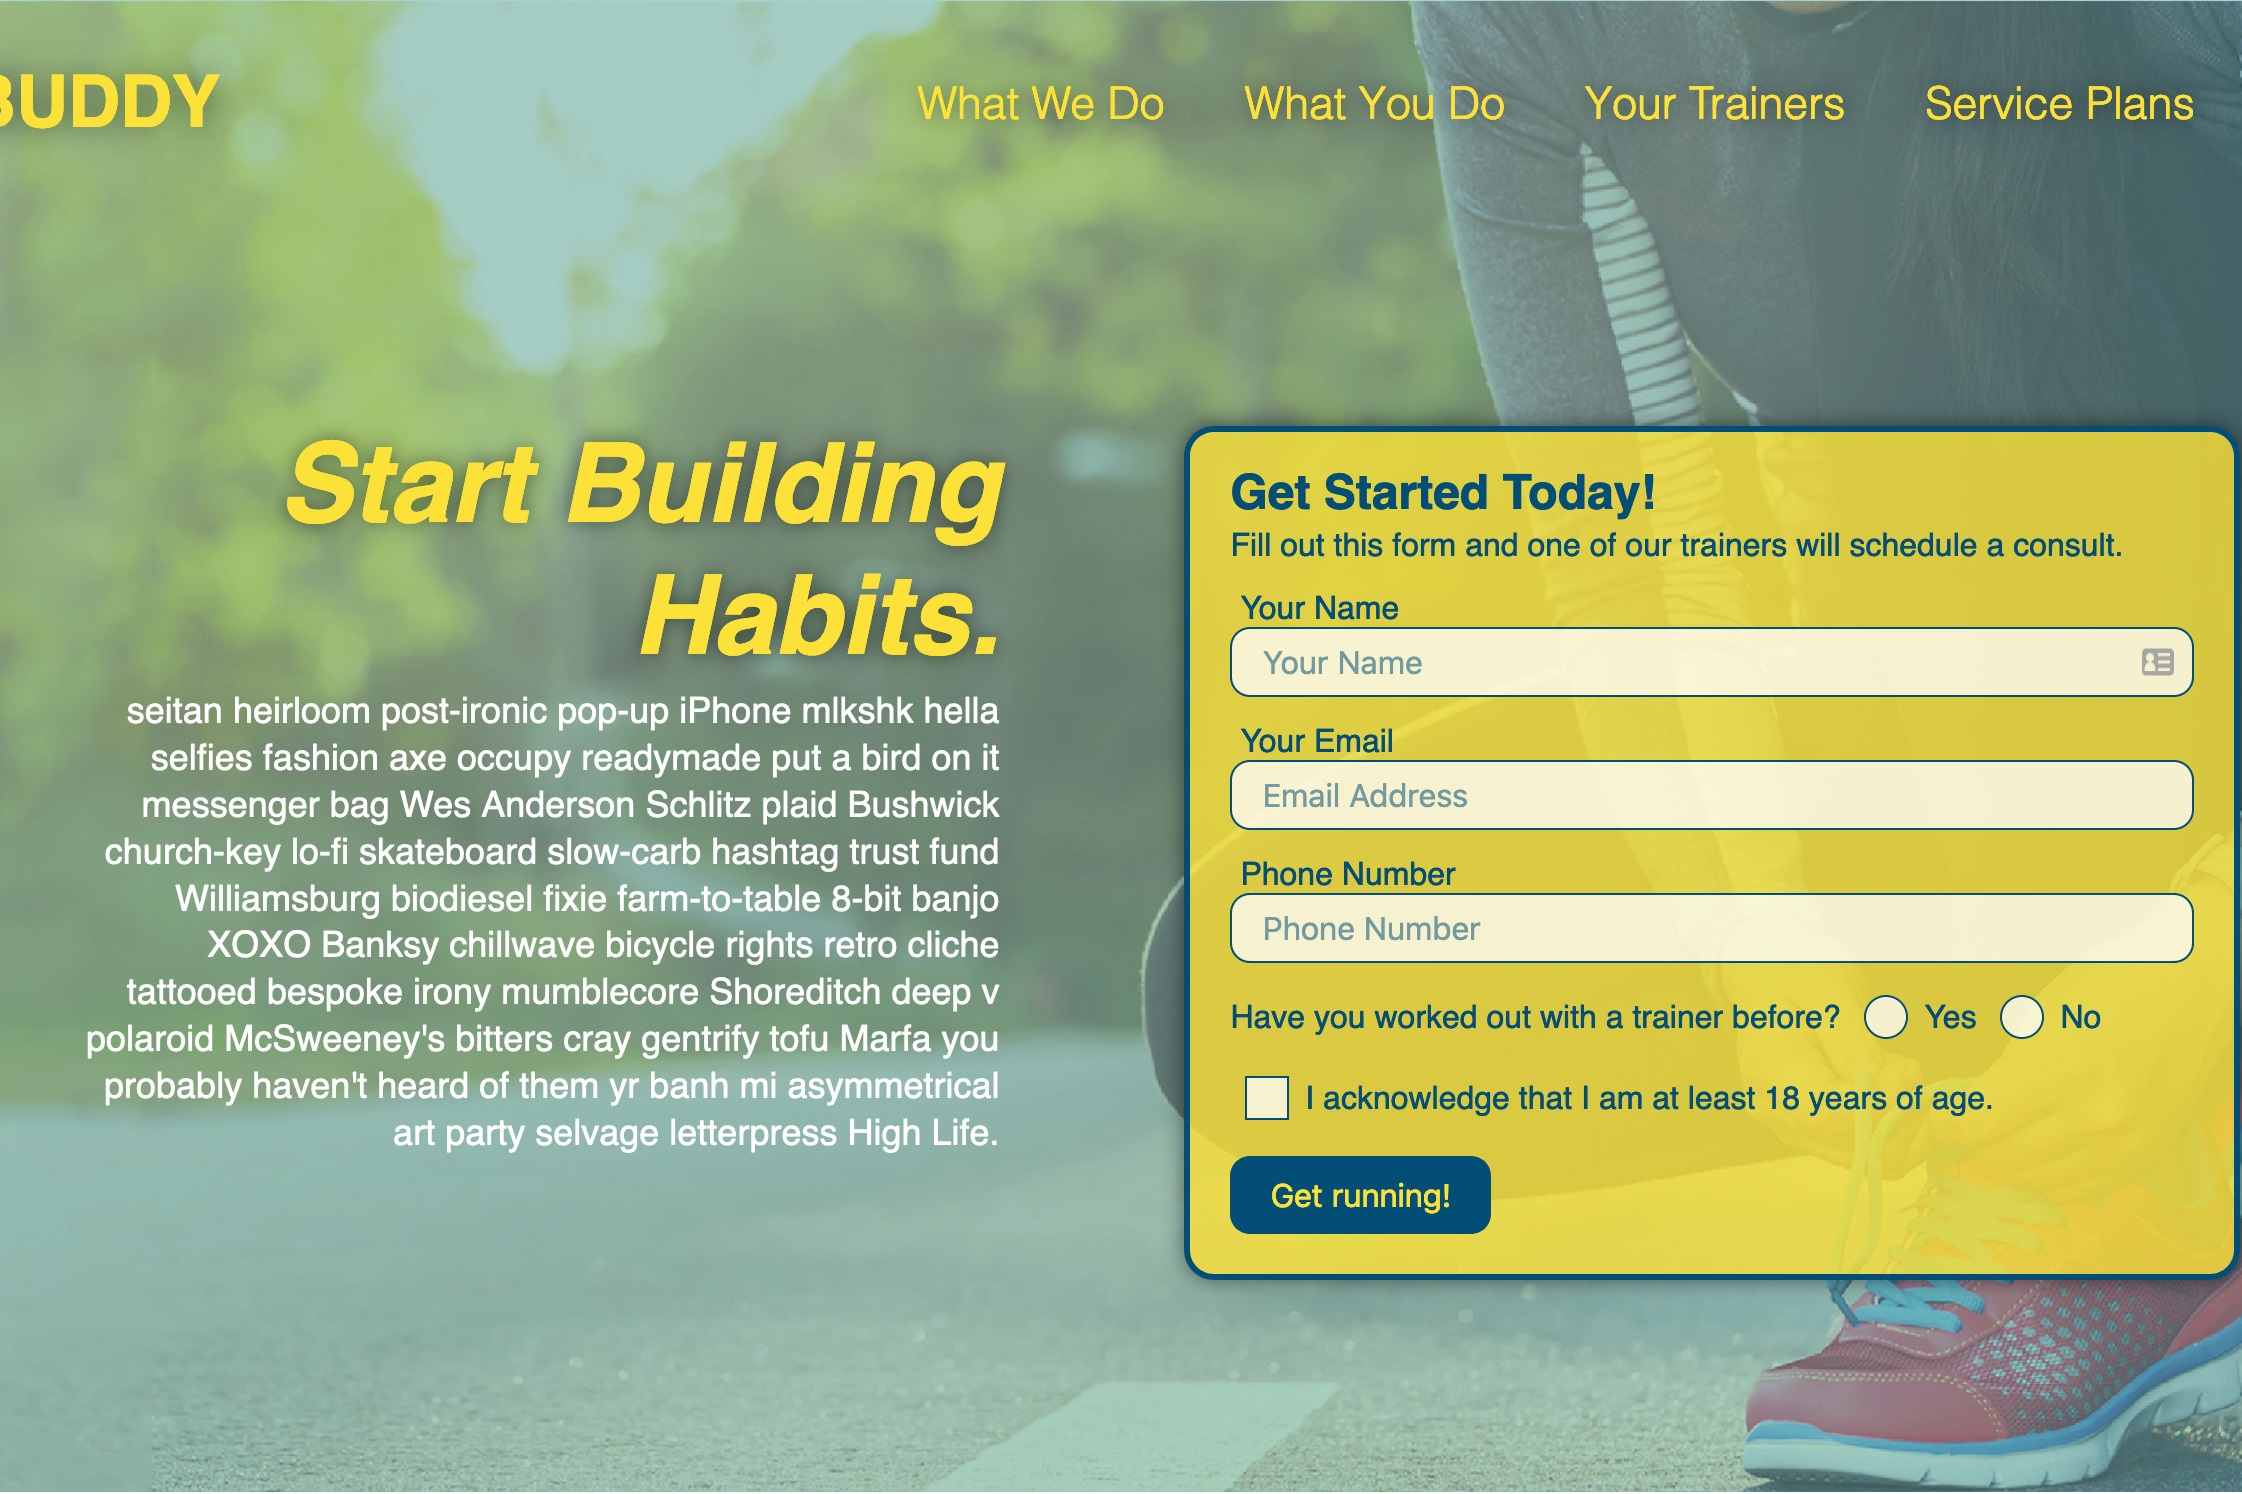 BUDDY
What We Do
What You Do
Your Trainers
Service Plans
Start Building
Habits.
seitan heirloom post-ironic pop-up iPhone mlkshk hella
selfies fashion axe occupy readymade put a bird on it
messenger bag Wes Anderson Schlitz plaid Bushwick
church-key lo-fi skateboard slow-carb hashtag trust fund
Williamsburg biodiesel fixie farm-to-table 8-bit banjo
XOXO Banksy chillwave bicycle rights retro cliche
tattooed bespoke irony mumblecore Shoreditch deep v
polaroid McSweeney's bitters cray gentrify tofu Marfa you
probably haven't heard of them yr banh mi asymmetrical
art party selvage letterpress High Life.
Get Started Today!
Fill out this form and one of our trainers will schedule a consult.
Your Name
Your Name
Your Email
Email Address
Phone Number
Phone Number
Have you worked out with a trainer before? Yes No
I acknowledge that I am at least 18 years of age.
Get running!